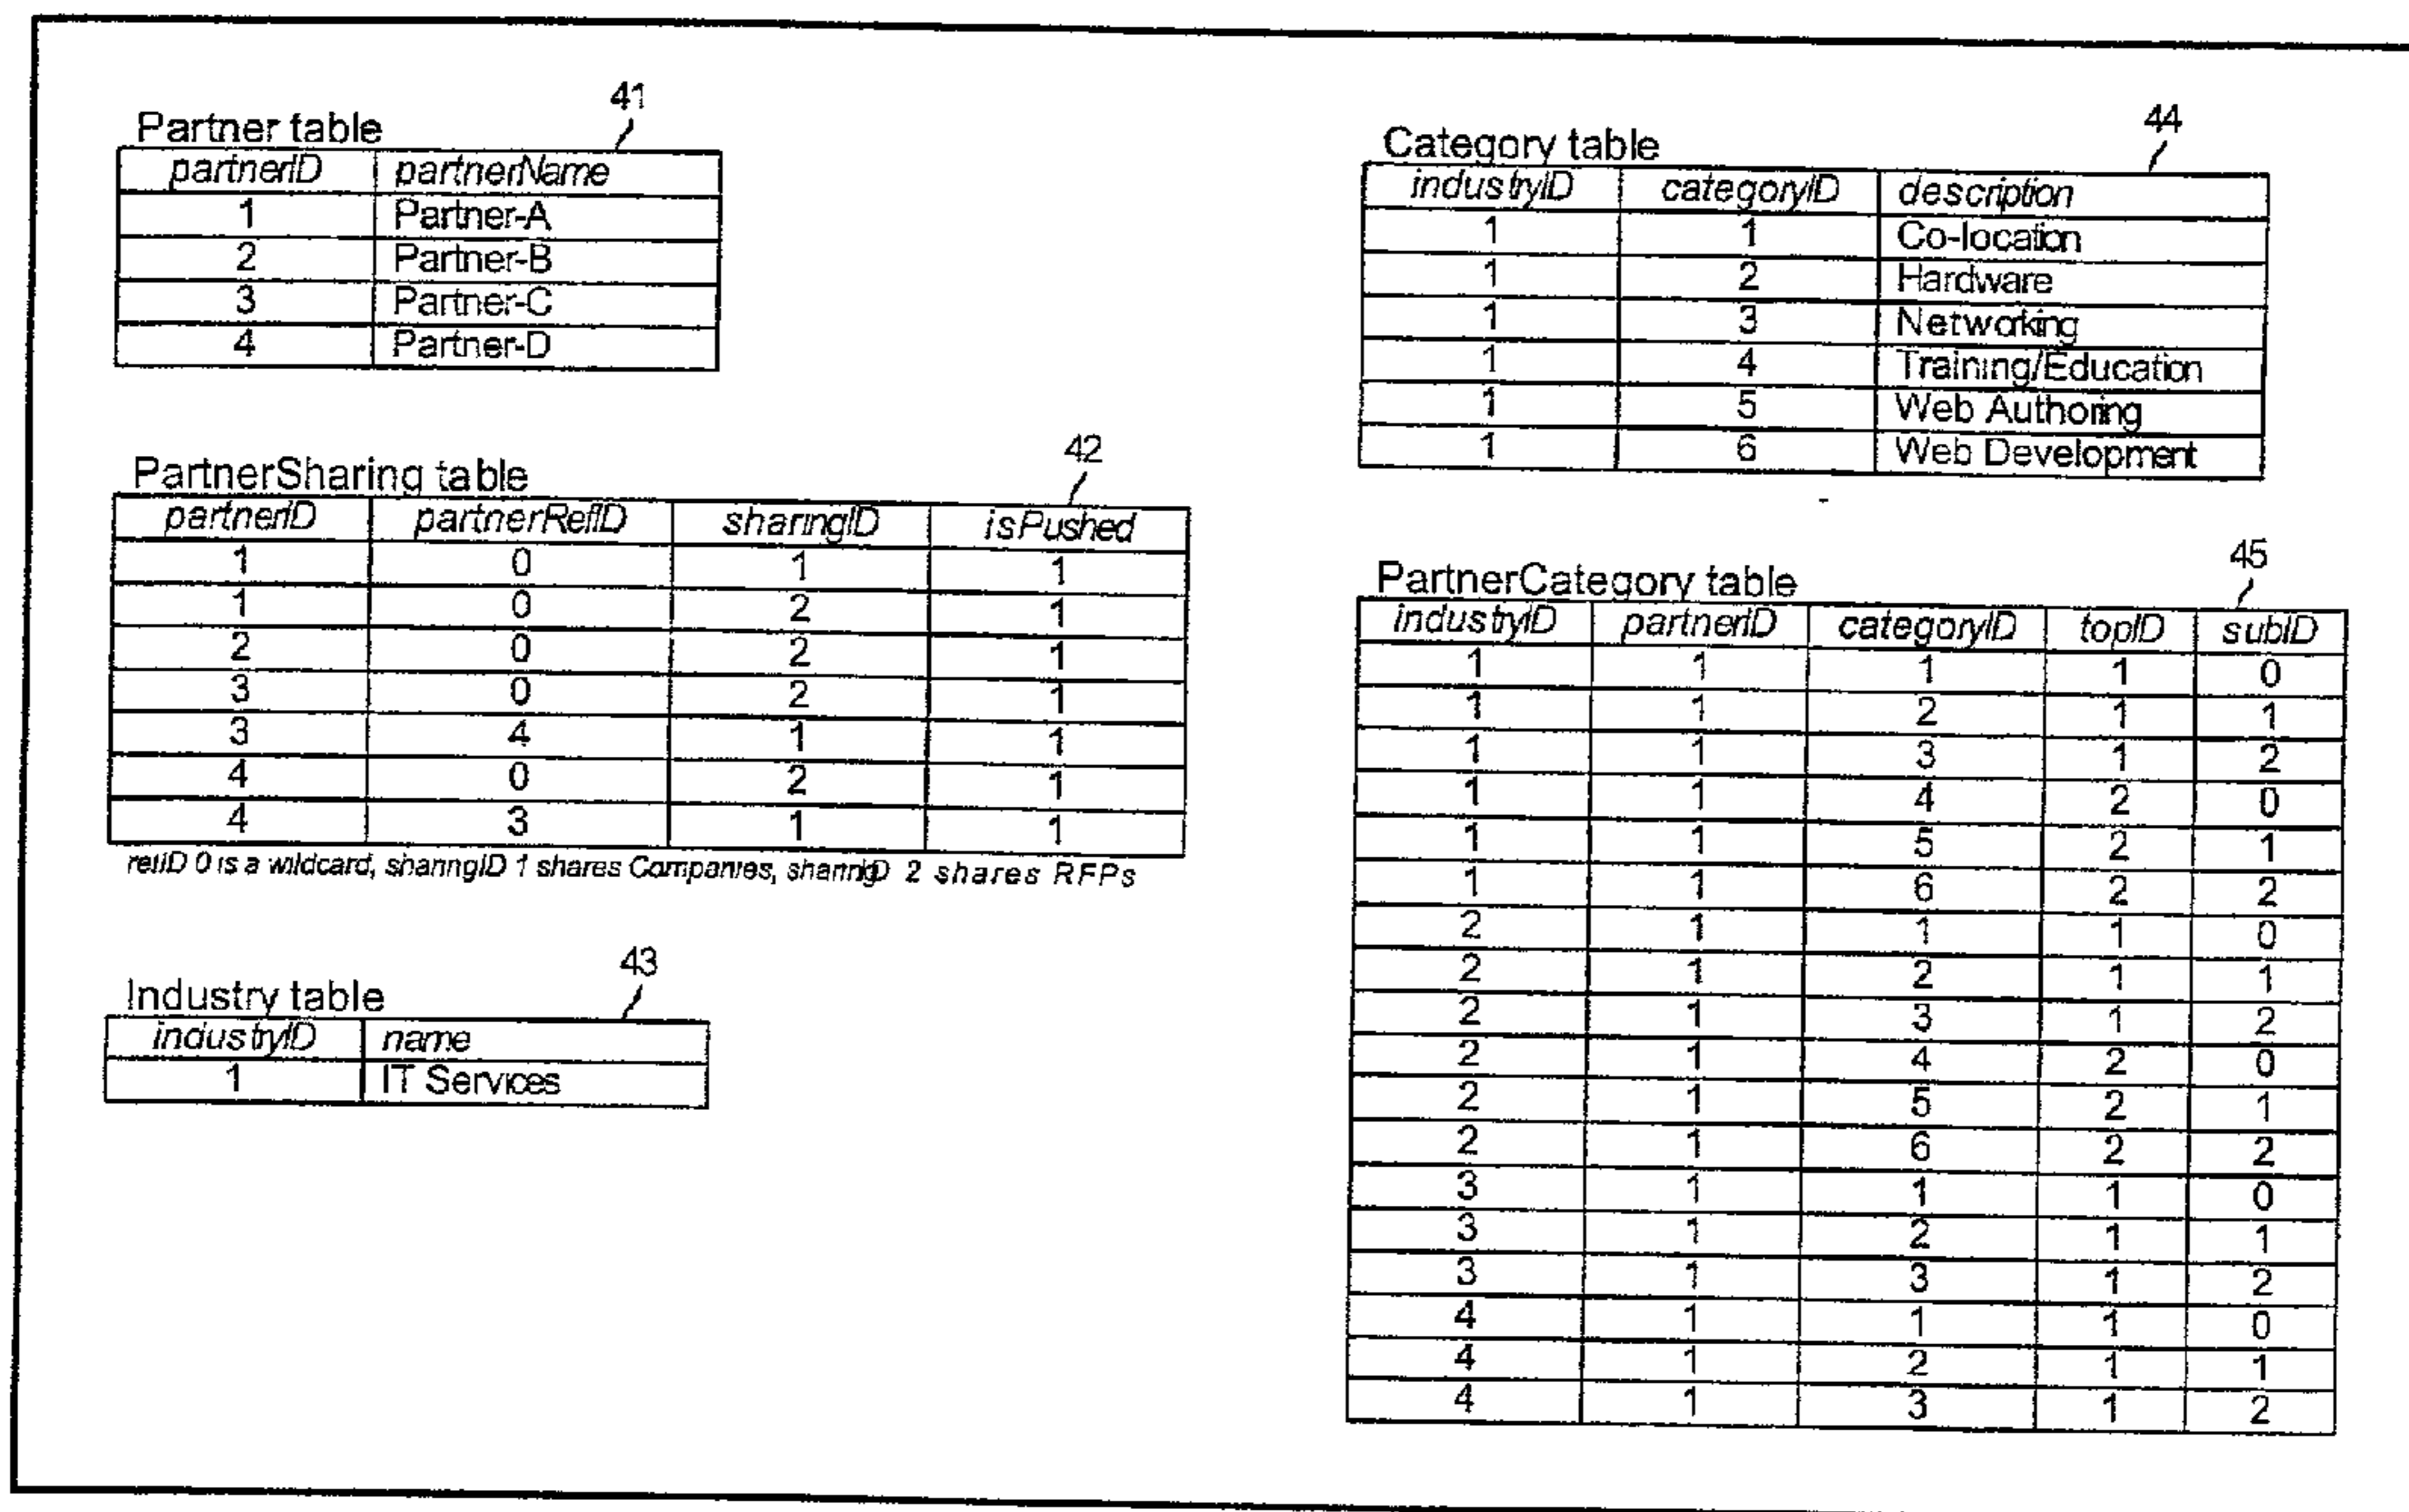 41
Partner table
partnerID partnerName
1 Partner-A
2 Partner-B
3 Partner-C
4 Partner-D
42
PartnerSharing table
partnerID partnerRefID sharingID isPushed
1 0 1 1
1 0 2 1
2 0 2 1
3 0 2 1
3 4 1 1
4 0 2 1
4 3 1 1
refID 0 is a wildcard, sharingID 1 shares Companies, sharingID 2 shares RFPs
43
Industry table
industryID name
1 IT Services
44
Category table
industryID categoryID description
1 1 Co-location
1 2 Hardware
1 3 Networking
1 4 Training/Education
1 5 Web Authoring
1 6 Web Development
45
PartnerCategory table
industryID partnerID categoryID topID subID
1 1 1 1 0
1 1 2 1 1
1 1 3 1 2
1 1 4 2 0
1 1 5 2 1
1 1 6 2 2
2 1 1 1 0
2 1 2 1 1
2 1 3 1 2
2 1 4 2 0
2 1 5 2 1
2 1 6 2 2
3 1 1 1 0
3 1 2 1 1
3 1 3 1 2
4 1 1 1 0
4 1 2 1 1
4 1 3 1 2